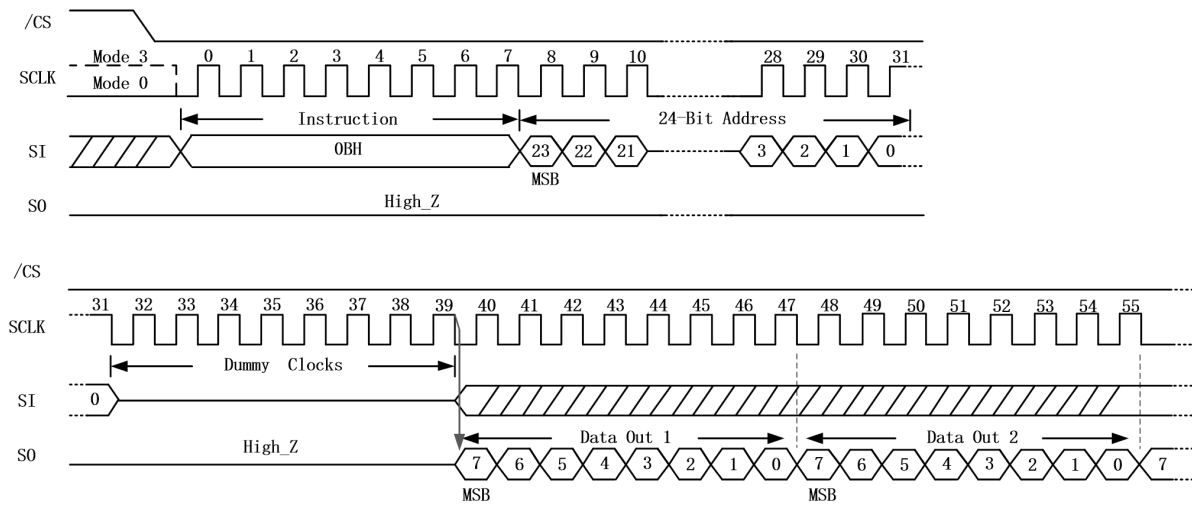 /CS
Mode 3 0 1 2 3 4 5 6 7 8 9 10 28 29 30 31
SCLK
Mode 0
Instruction 24-Bit Address
SI 0BH 23 22 21 3 2 1 0
MSB
SO High_Z
/CS
31 32 33 34 35 36 37 38 39 40 41 42 43 44 45 46 47 48 49 50 51 52 53 54 55
SCLK
Dummy Clocks
SI 0
Data Out 1 Data Out 2
SO High_Z 7 6 5 4 3 2 1 0 7 6 5 4 3 2 1 0 7
MSB MSB